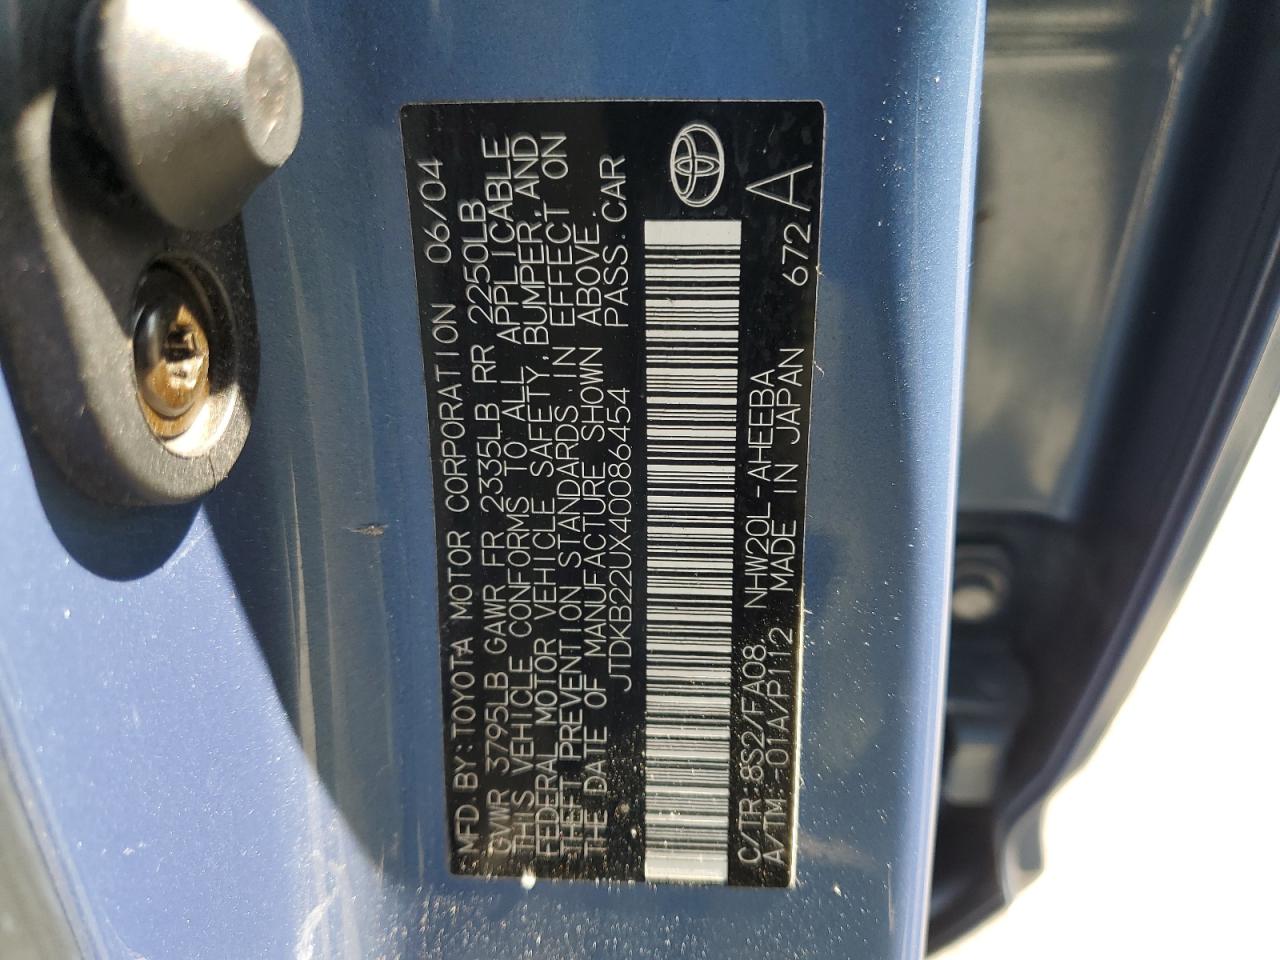 MFD.BY:TOYOTA MOTOR CORPORATION 06/04
GVWR 3795LB GAWR FR 2335LB RR 2250LB
THIS VEHICLE CONFORMS TO ALL APPLICABLE
FEDERAL MOTOR VEHICLE SAFETY,BUMPER,AND
THEFT PREVENTION STANDARDS IN EFFECT ON
THE DATE OF MANUFACTURE SHOWN ABOVE.
JTDKB22UX40086454 PASS.CAR
C/TR:8S2/FA08 NHW20L-AHEEBA A
A/TM:-01A/P112 MADE IN JAPAN 672